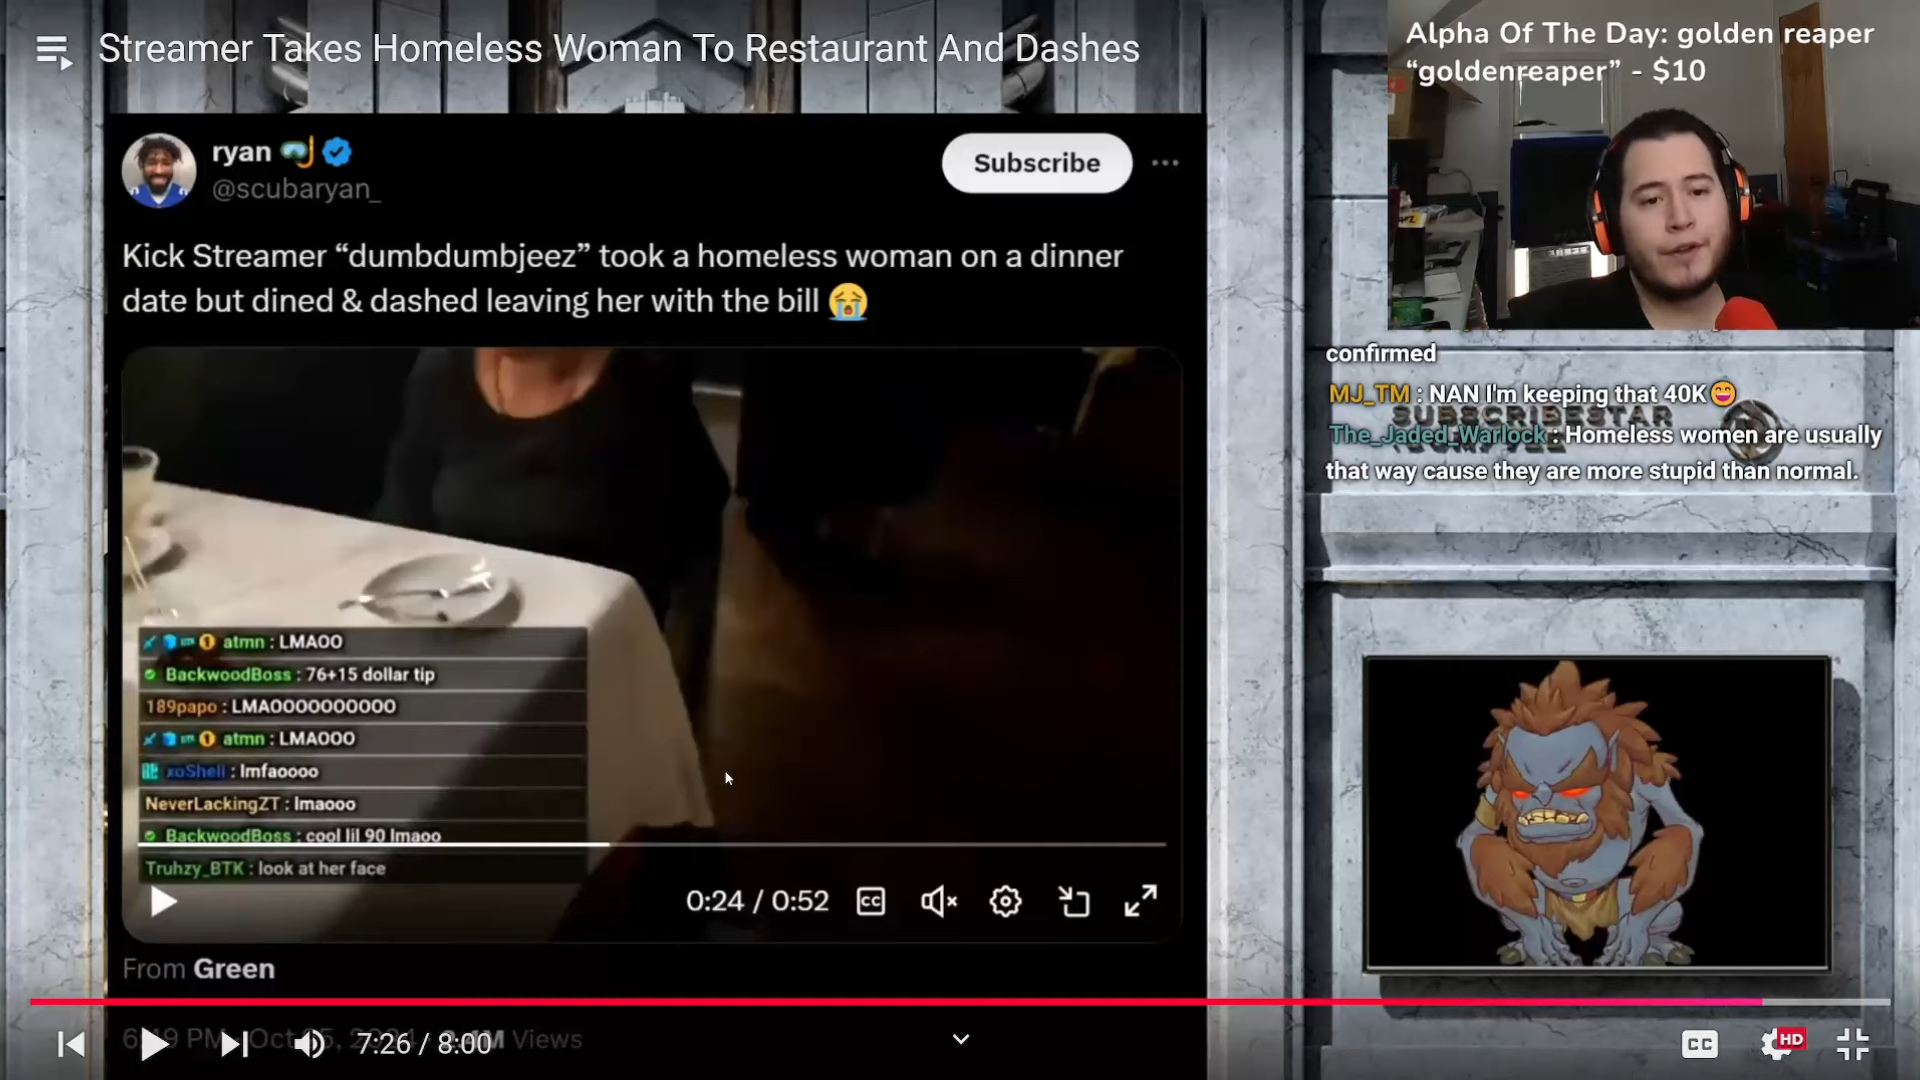 Streamer Takes Homeless Woman To Restaurant And Dashes
Alpha Of The Day: golden reaper
“goldenreaper” - $10
ryan
@scubaryan_
Subscribe
Kick Streamer “dumbdumbjeez” took a homeless woman on a dinner
date but dined & dashed leaving her with the bill 😭
confirmed
MJ_TM : NAN I'm keeping that 40K😄
SUBSCRIBESTAR
The_Jaded_Warlock : Homeless women are usually
that way cause they are more stupid than normal.
atmn : LMAOO
BackwoodBoss : 76+15 dollar tip
189papo : LMAOOOOOOOOOO
atmn : LMAOOO
xoShell : lmfaoooo
NeverLackingZT : lmaooo
BackwoodBoss : cool lil 90 lmaoo
Truhzy_BTK : look at her face
0:24 / 0:52
CC
From Green
Views
7:26 / 8:00
CC
HD